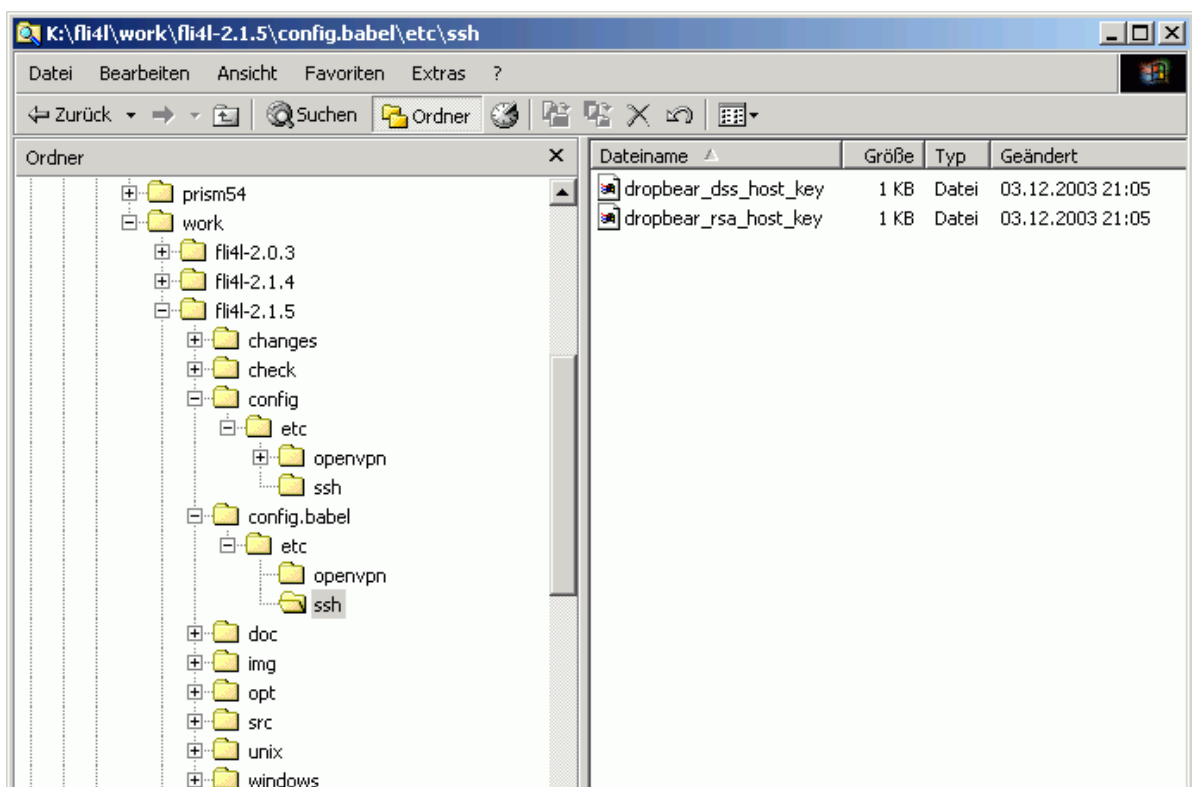 K:\fli4l\work\fli4l-2.1.5\config.babel\etc\ssh
Datei Bearbeiten Ansicht Favoriten Extras ?
Zurück Suchen Ordner
Ordner
prism54
work
fli4l-2.0.3
fli4l-2.1.4
fli4l-2.1.5
changes
check
config
etc
openvpn
ssh
config.babel
etc
openvpn
ssh
doc
img
opt
src
unix
windows
Dateiname Größe Typ Geändert
dropbear_dss_host_key 1 KB Datei 03.12.2003 21:05
dropbear_rsa_host_key 1 KB Datei 03.12.2003 21:05